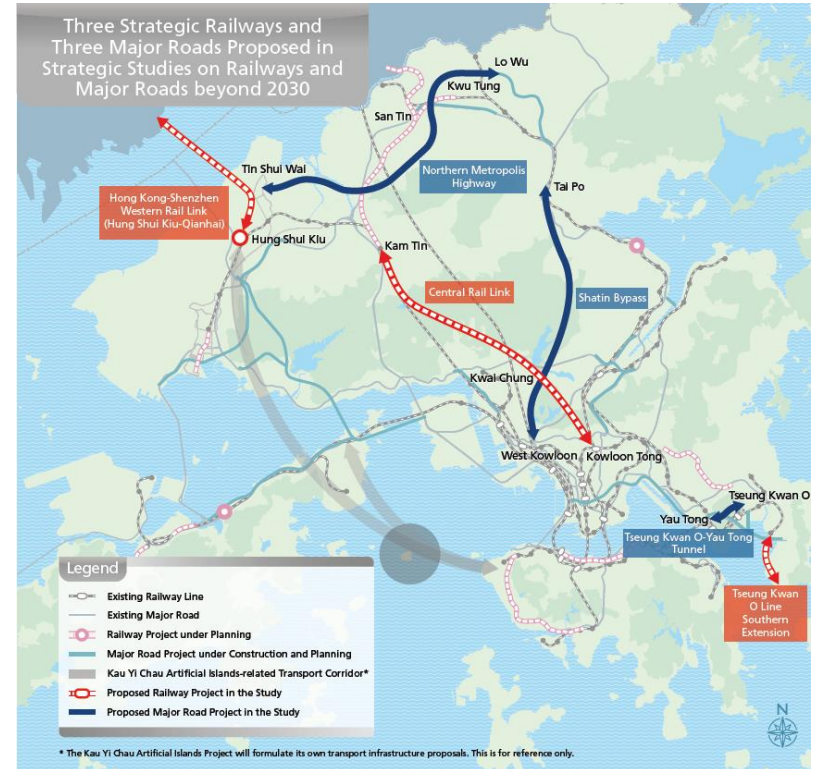 Three Strategic Railways and
Three Major Roads Proposed in
Strategic Studies on Railways and
Major Roads beyond 2030
Lo Wu
Kwu Tung
San Tin
Tin Shui Wai
Northern Metropolis
Highway
Tai Po
Hong Kong-Shenzhen
Western Rail Link
(Hung Shui Kiu-Qianhai)
Hung Shui Kiu
Kam Tin
Central Rail Link
Shatin Bypass
Kwai Chung
West Kowloon
Kowloon Tong
Tseung Kwan O
Yau Tong
Tseung Kwan O-Yau Tong
Tunnel
Tseung Kwan
O Line
Southern
Extension
Legend
Existing Railway Line
Existing Major Road
Railway Project under Planning
Major Road Project under Construction and Planning
Kau Yi Chau Artificial Islands-related Transport Corridor*
Proposed Railway Project in the Study
Proposed Major Road Project in the Study
N
* The Kau Yi Chau Artificial Islands Project will formulate its own transport infrastructure proposals. This is for reference only.